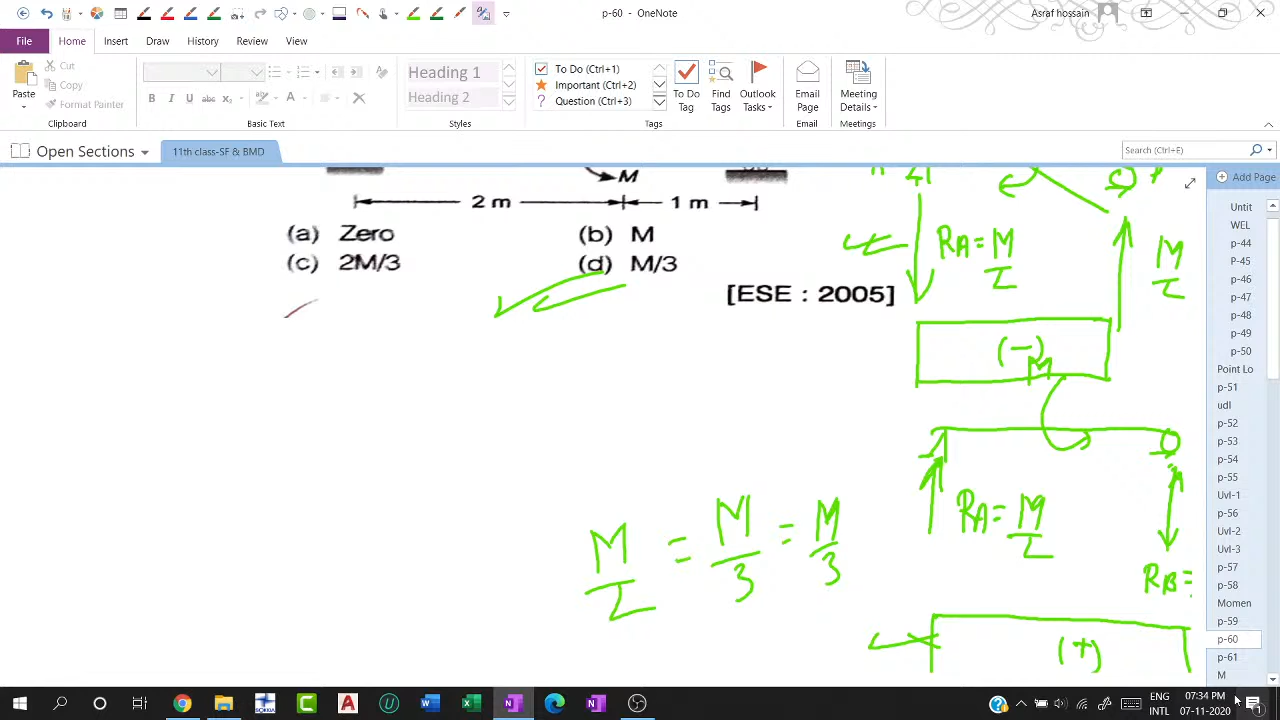 p-60 - OneNote
Asraf hossain
File Home Insert Draw History Review View
Paste
Cut
Copy
Format Painter
Clipboard
Basic Text
Heading 1
Heading 2
Styles
To Do (Ctrl+1)
Important (Ctrl+2)
Question (Ctrl+3)
To Do Tag
Find Tags
Tags
Outlook Tasks
Email Page
Email
Meeting Details
Meetings
Open Sections
11th class-SF & BMD
Search (Ctrl+E)
Add Page
M
2 m 1 m
(a) Zero (b) M
(c) 2M/3 (d) M/3
[ESE : 2005]
RA = M/L
M/L
(-)
M
RA = M/L
RB =
M/L = M/3 = M/3
(+)
Untit
WEL
p-44
P-45
p-46
p-47
p-48
p-49
p-50
Point Lo
p-51
udl
p-52
p-53
p-54
p-55
Uvl-1
p-56
Uvl-2
Uvl-3
p-57
p-58
Momen
p-59
p-60
p-61
M
ENG
INTL
07:34 PM
07-11-2020